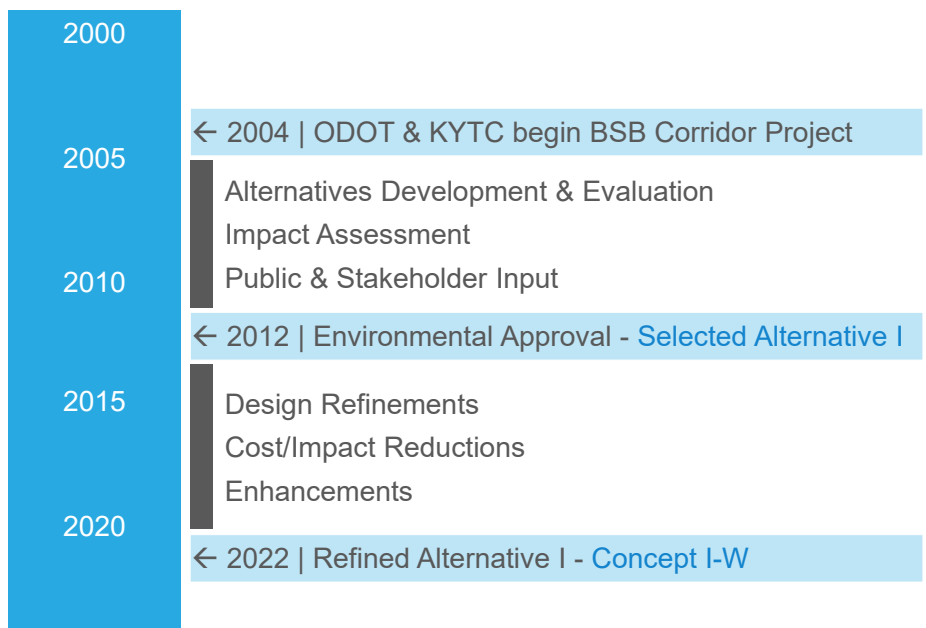 2000
← 2004 | ODOT & KYTC begin BSB Corridor Project
2005
Alternatives Development & Evaluation
Impact Assessment
Public & Stakeholder Input
2010
← 2012 | Environmental Approval - Selected Alternative I
2015
Design Refinements
Cost/Impact Reductions
Enhancements
2020
← 2022 | Refined Alternative I - Concept I-W